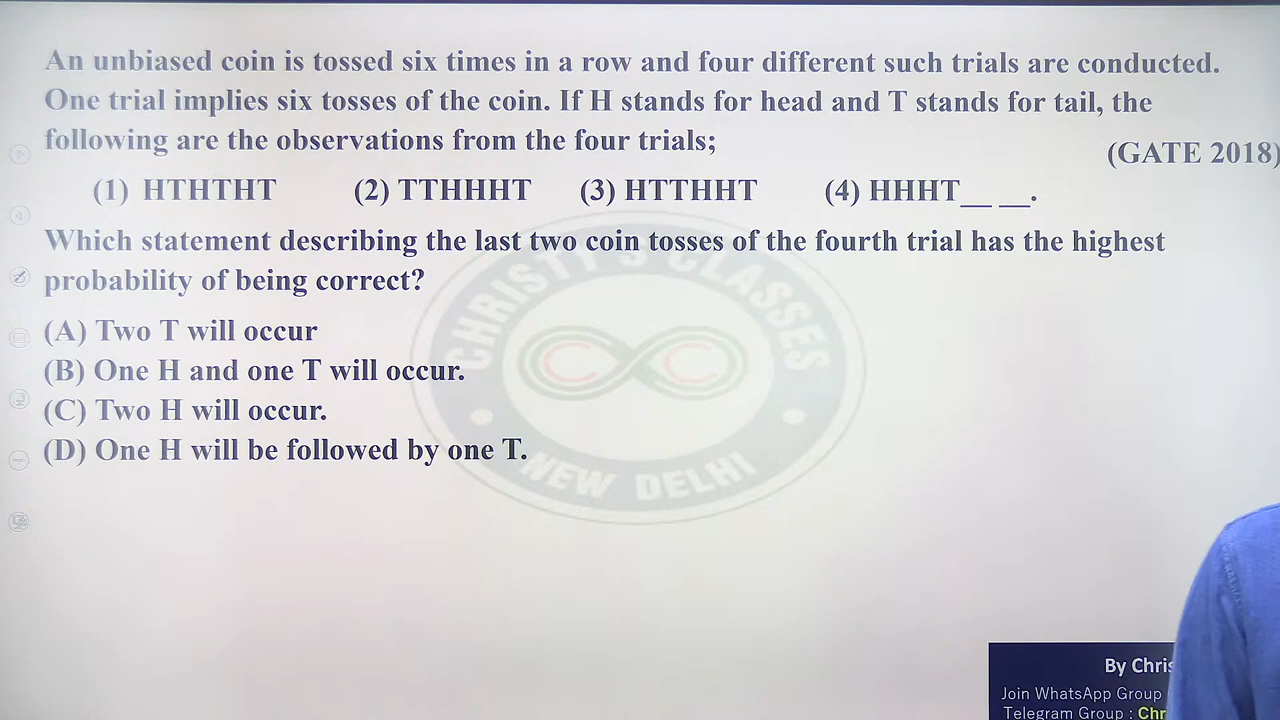 An unbiased coin is tossed six times in a row and four different such trials are conducted.
One trial implies six tosses of the coin. If H stands for head and T stands for tail, the
following are the observations from the four trials;
(GATE 2018)
(1) HTHTHT (2) TTHHHT (3) HTTHHT (4) HHHT__ __.
Which statement describing the last two coin tosses of the fourth trial has the highest
probability of being correct?
(A) Two T will occur
(B) One H and one T will occur.
(C) Two H will occur.
(D) One H will be followed by one T.
CHRISTY'S CLASSES
CC
NEW DELHI
By Chris
Join WhatsApp Group
Telegram Group : Chr